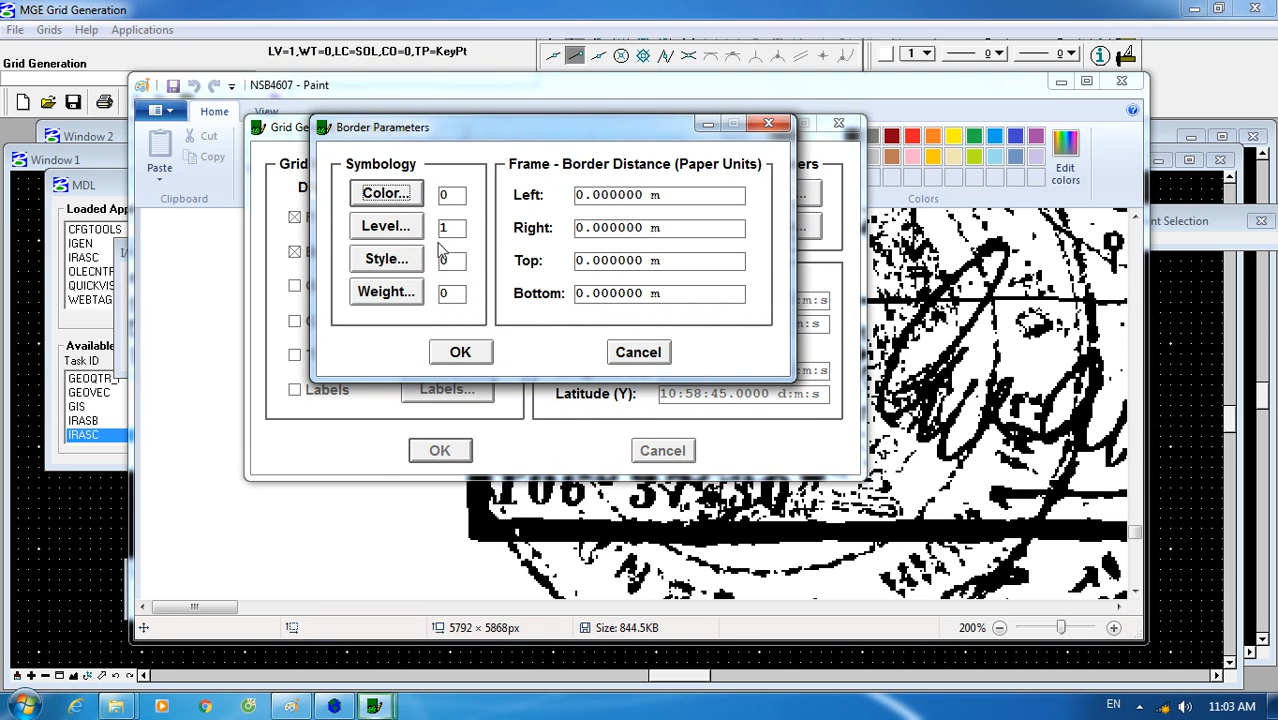 MGE Grid Generation
File Grids Help Applications
LV=1,WT=0,LC=SOL,CO=0,TP=KeyPt
Grid Generation
1
0
0
NSB4607 - Paint
Home
View
Window 2
Window 1
MDL
Paste
Cut
Copy
Clipboard
Colors
Edit
colors
Border Parameters
Symbology
Color... 0
Level... 1
Style... 0
Weight... 0
Frame - Border Distance (Paper Units)
Left: 0.000000 m
Right: 0.000000 m
Top: 0.000000 m
Bottom: 0.000000 m
OK
Cancel
Labels
Labels...
Latitude (Y): 10:58:45.0000 d:m:s
OK
Cancel
CFGTOOLS
IGEN
IRASC
OLECNTR
QUICKVIS
WEBTAG
Available
Task ID
GEOQTR_
GEOVEC
GIS
IRASB
IRASC
5792 × 5868px
Size: 844.5KB
200%
EN
11:03 AM